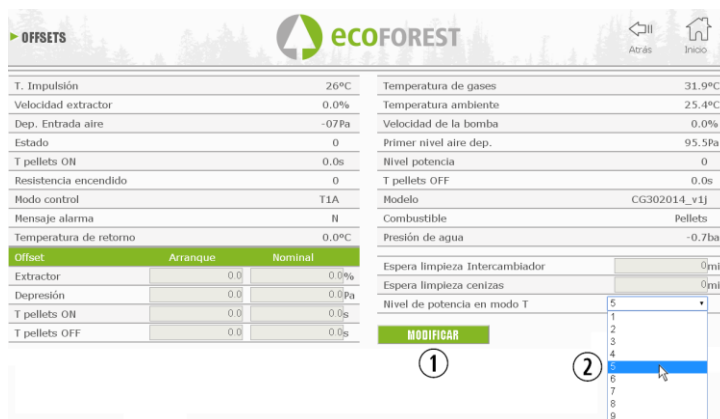 OFFSETS
ecoFOREST
Atrás
Inicio
T. Impulsión 26ºC
Velocidad extractor 0.0%
Dep. Entrada aire -07Pa
Estado 0
T pellets ON 0.0s
Resistencia encendido 0
Modo control T1A
Mensaje alarma N
Temperatura de retorno 0.0ºC
Offset Arranque Nominal
Extractor 0.0 0.0%
Depresión 0.0 0.0Pa
T pellets ON 0.0 0.0s
T pellets OFF 0.0 0.0s
Temperatura de gases 31.9ºC
Temperatura ambiente 25.4ºC
Velocidad de la bomba 0.0%
Primer nivel aire dep. 95.5Pa
Nivel potencia 0
T pellets OFF 0.0s
Modelo CG302014_v1j
Combustible Pellets
Presión de agua -0.7ba
Espera limpieza Intercambiador 0mi
Espera limpieza cenizas 0mi
Nivel de potencia en modo T 5
1
2
3
4
5
6
7
8
9
MODIFICAR
1
2